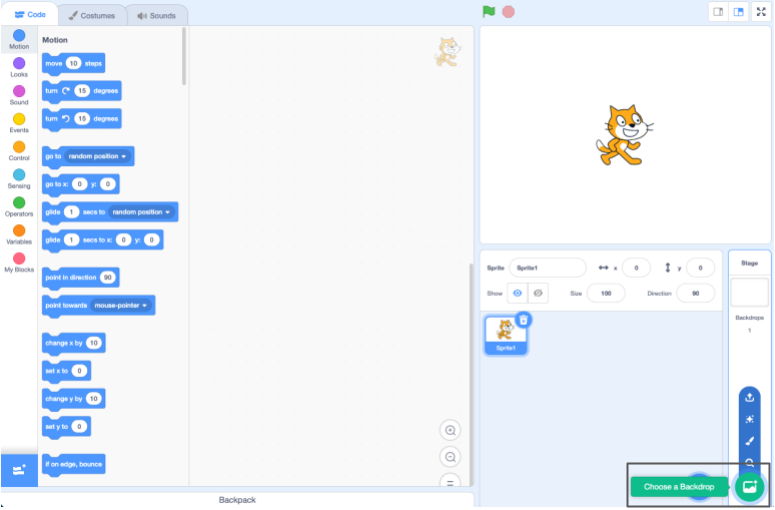 Code
Costumes
Sounds
Motion
Looks
Sound
Events
Control
Sensing
Operators
Variables
My Blocks
Motion
move 10 steps
turn 15 degrees
turn 15 degrees
go to random position
go to x: 0 y: 0
glide 1 secs to random position
glide 1 secs to x: 0 y: 0
point in direction 90
point towards mouse-pointer
change x by 10
set x to 0
change y by 10
set y to 0
if on edge, bounce
Backpack
Sprite Sprite1 x 0 y 0
Show Size 100 Direction 90
Sprite1
Stage
Backdrops
1
Choose a Backdrop